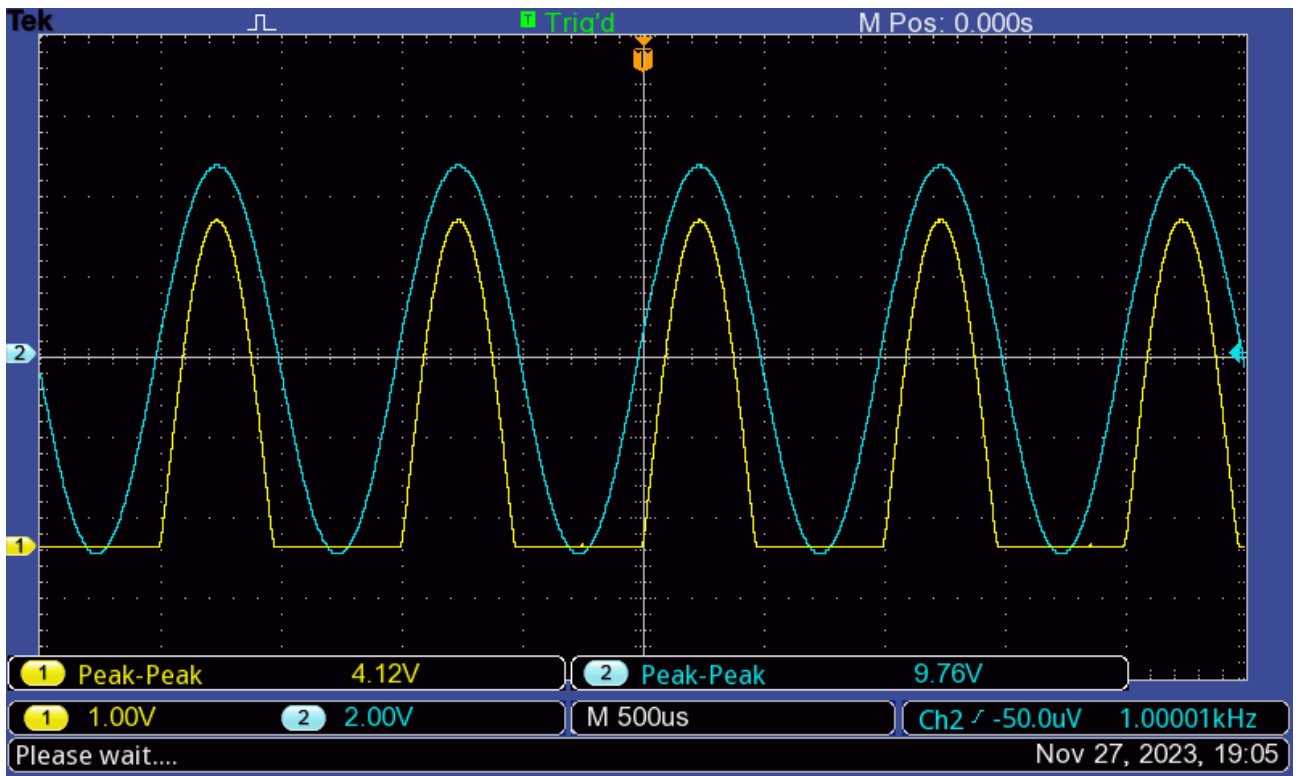 Tek T Trig'd M Pos: 0.000s
T
2
1
1 Peak-Peak 4.12V 2 Peak-Peak 9.76V
1 1.00V 2 2.00V M 500us Ch2 -50.0uV 1.00001kHz
Please wait.... Nov 27, 2023, 19:05